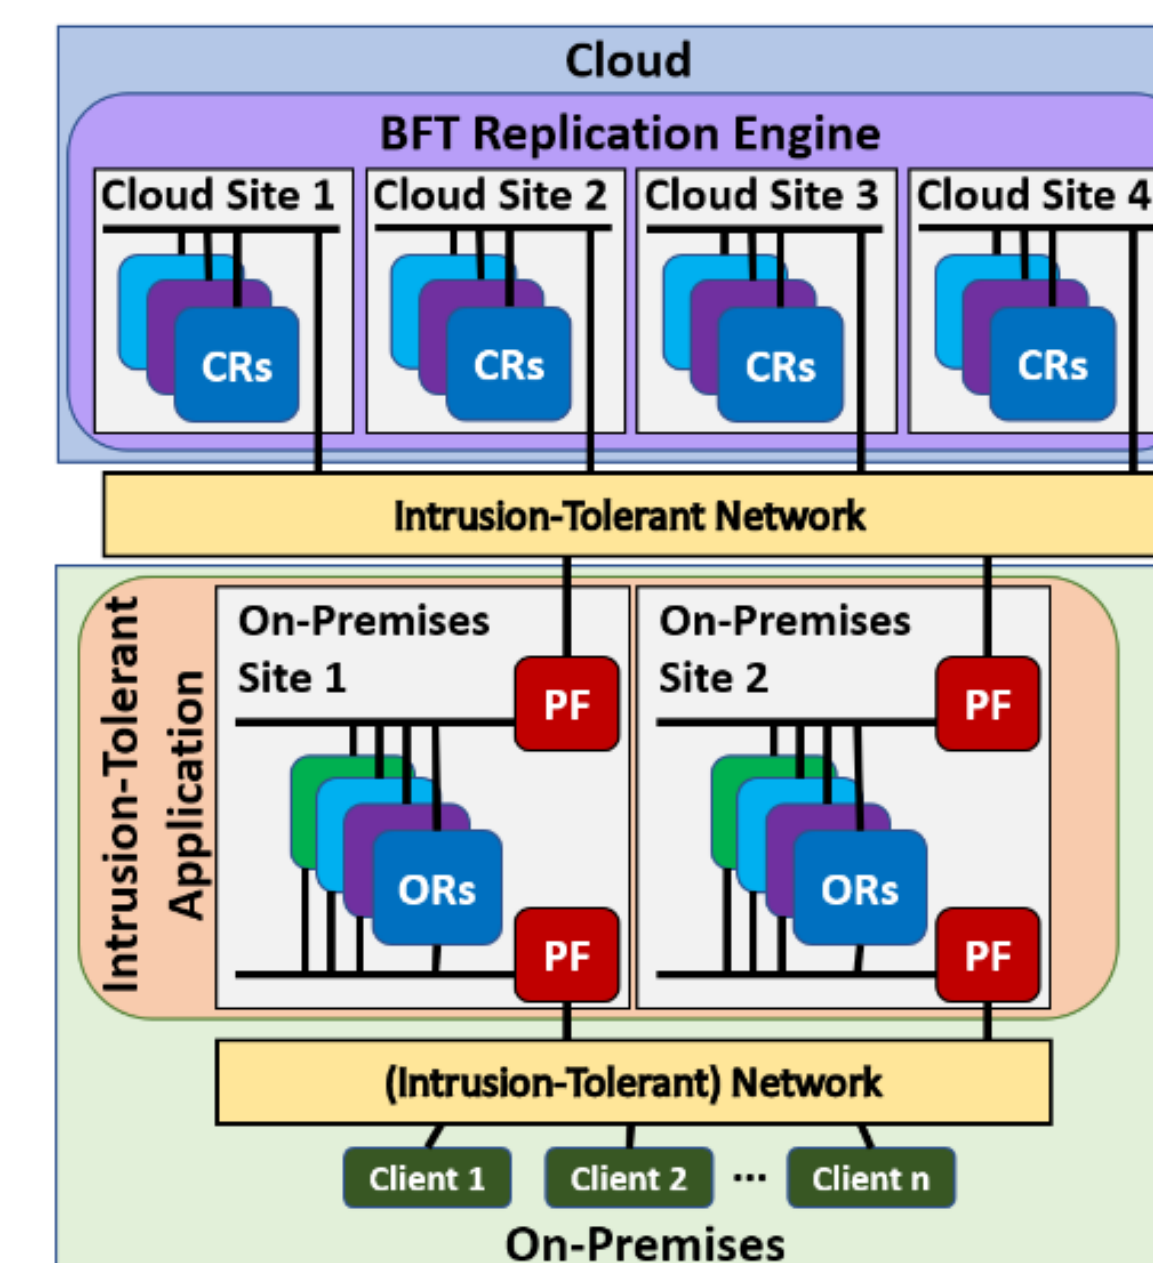 Cloud
BFT Replication Engine
Cloud Site 1
Cloud Site 2
Cloud Site 3
Cloud Site 4
CRs
CRs
CRs
CRs
Intrusion-Tolerant Network
Intrusion-Tolerant
Application
On-Premises
Site 1
PF
ORs
PF
On-Premises
Site 2
PF
ORs
PF
(Intrusion-Tolerant) Network
Client 1
Client 2
...
Client n
On-Premises